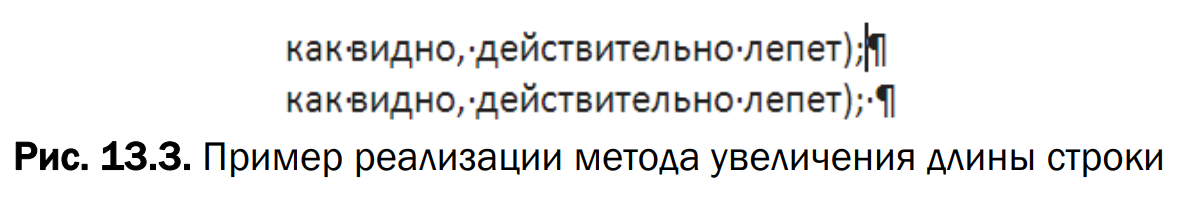 как·видно,·действительно·лепет);¶
как·видно,·действительно·лепет);·¶
Рис. 13.3. Пример реализации метода увеличения длины строки